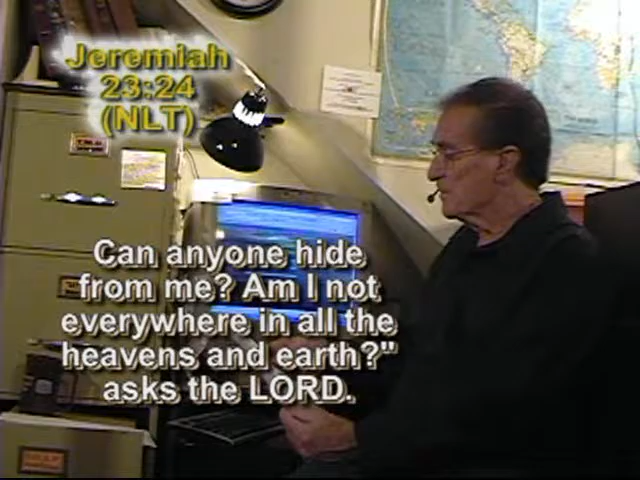 Jeremiah
23:24
(NLT)
Can anyone hide
from me? Am I not
everywhere in all the
heavens and earth?"
asks the LORD.